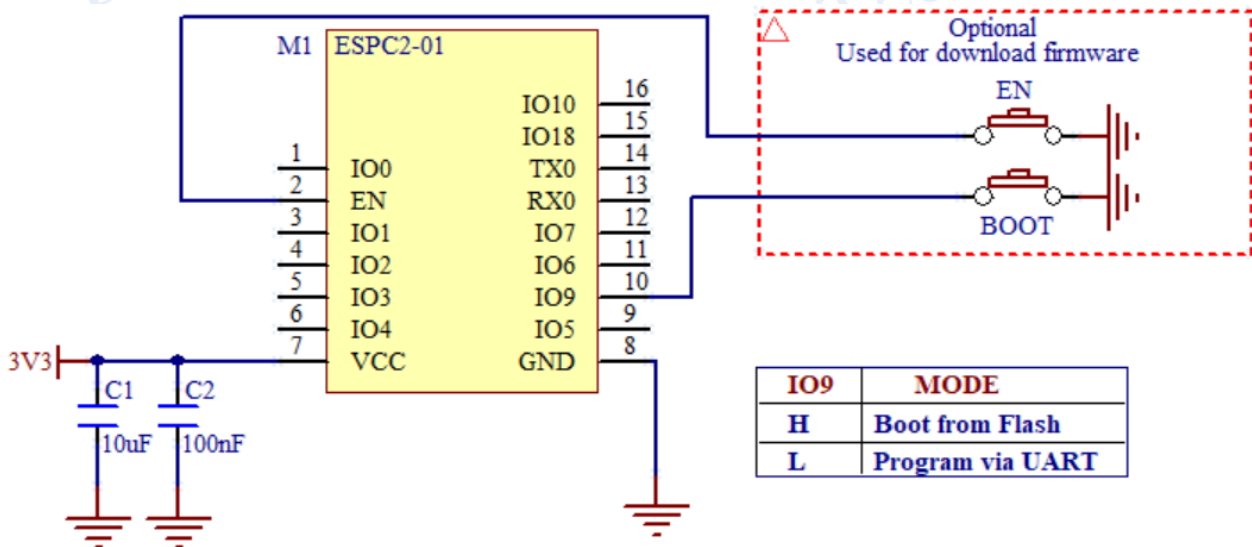 M1 ESPC2-01
Optional
Used for download firmware
EN
BOOT
IO10 16
IO18 15
1 IO0 TX0 14
2 EN RX0 13
3 IO1 IO7 12
4 IO2 IO6 11
5 IO3 IO9 10
6 IO4 IO5 9
7 VCC GND 8
3V3
C1 C2
10uF 100nF
IO9 MODE
H Boot from Flash
L Program via UART